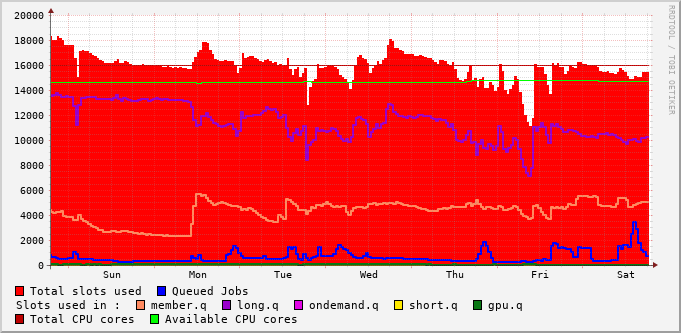 20000
18000
16000
14000
12000
10000
8000
6000
4000
2000
0
Sun Mon Tue Wed Thu Fri Sat
RRDTOOL / TOBI OETIKER
Total slots used Queued Jobs
Slots used in : member.q long.q ondemand.q short.q gpu.q
Total CPU cores Available CPU cores